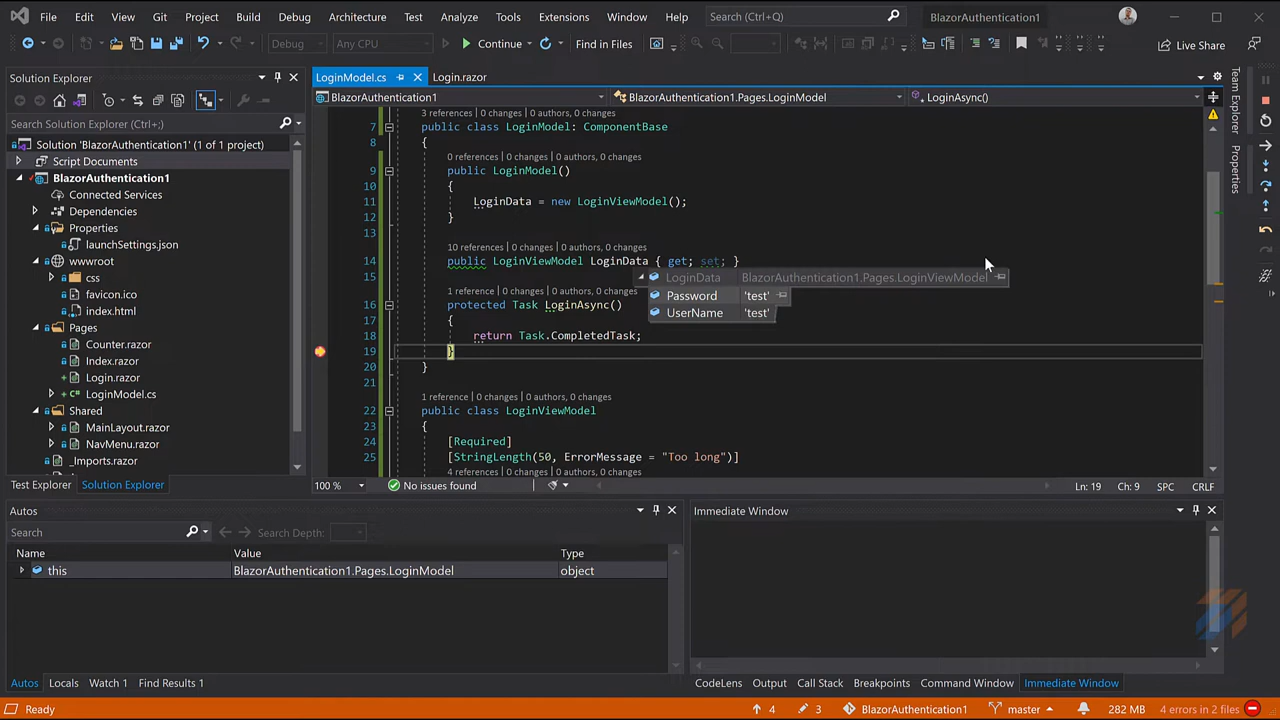 File Edit View Git Project Build Debug Architecture Test Analyze Tools Extensions Window Help Search (Ctrl+Q) BlazorAuthentication1
Debug Any CPU Continue Find in Files Live Share
Solution Explorer
Search Solution Explorer (Ctrl+;)
Solution 'BlazorAuthentication1' (1 of 1 project)
Script Documents
BlazorAuthentication1
Connected Services
Dependencies
Properties
launchSettings.json
wwwroot
css
favicon.ico
index.html
Pages
Counter.razor
Index.razor
Login.razor
LoginModel.cs
Shared
MainLayout.razor
NavMenu.razor
_Imports.razor
Test Explorer Solution Explorer
LoginModel.cs Login.razor
BlazorAuthentication1 BlazorAuthentication1.Pages.LoginModel LoginAsync()
3 references | 0 changes | 0 authors, 0 changes
7 public class LoginModel: ComponentBase
8 {
0 references | 0 changes | 0 authors, 0 changes
9 public LoginModel()
10 {
11 LoginData = new LoginViewModel();
12 }
13
10 references | 0 changes | 0 authors, 0 changes
14 public LoginViewModel LoginData { get; set; }
LoginData BlazorAuthentication1.Pages.LoginViewModel
15
Password 'test'
1 reference | 0 changes | 0 authors, 0 changes
16 protected Task LoginAsync()
UserName 'test'
17 {
18 return Task.CompletedTask;
19 }
20 }
21
1 reference | 0 changes | 0 authors, 0 changes
22 public class LoginViewModel
23 {
24 [Required]
25 [StringLength(50, ErrorMessage = "Too long")]
4 references | 0 changes | 0 authors, 0 changes
100 % No issues found Ln: 19 Ch: 9 SPC CRLF
Team Explorer
Properties
Autos
Search Search Depth:
Name Value Type
this BlazorAuthentication1.Pages.LoginModel object
Autos Locals Watch 1 Find Results 1
Immediate Window
CodeLens Output Call Stack Breakpoints Command Window Immediate Window
Ready 4 3 BlazorAuthentication1 master 282 MB 4 errors in 2 files